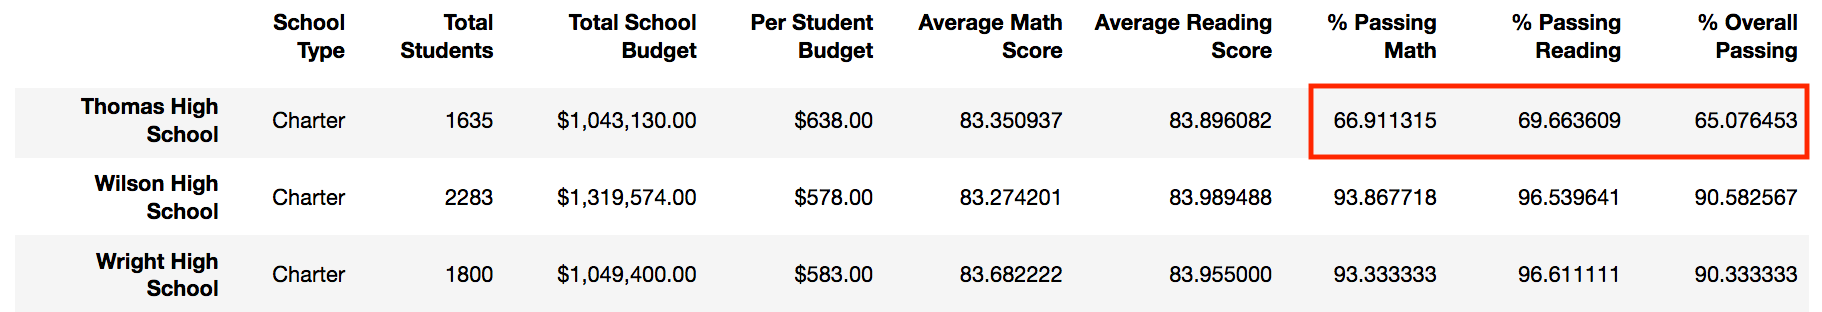 School Type Total Students Total School Budget Per Student Budget Average Math Score Average Reading Score % Passing Math % Passing Reading % Overall Passing
Thomas High School Charter 1635 $1,043,130.00 $638.00 83.350937 83.896082 66.911315 69.663609 65.076453
Wilson High School Charter 2283 $1,319,574.00 $578.00 83.274201 83.989488 93.867718 96.539641 90.582567
Wright High School Charter 1800 $1,049,400.00 $583.00 83.682222 83.955000 93.333333 96.611111 90.333333